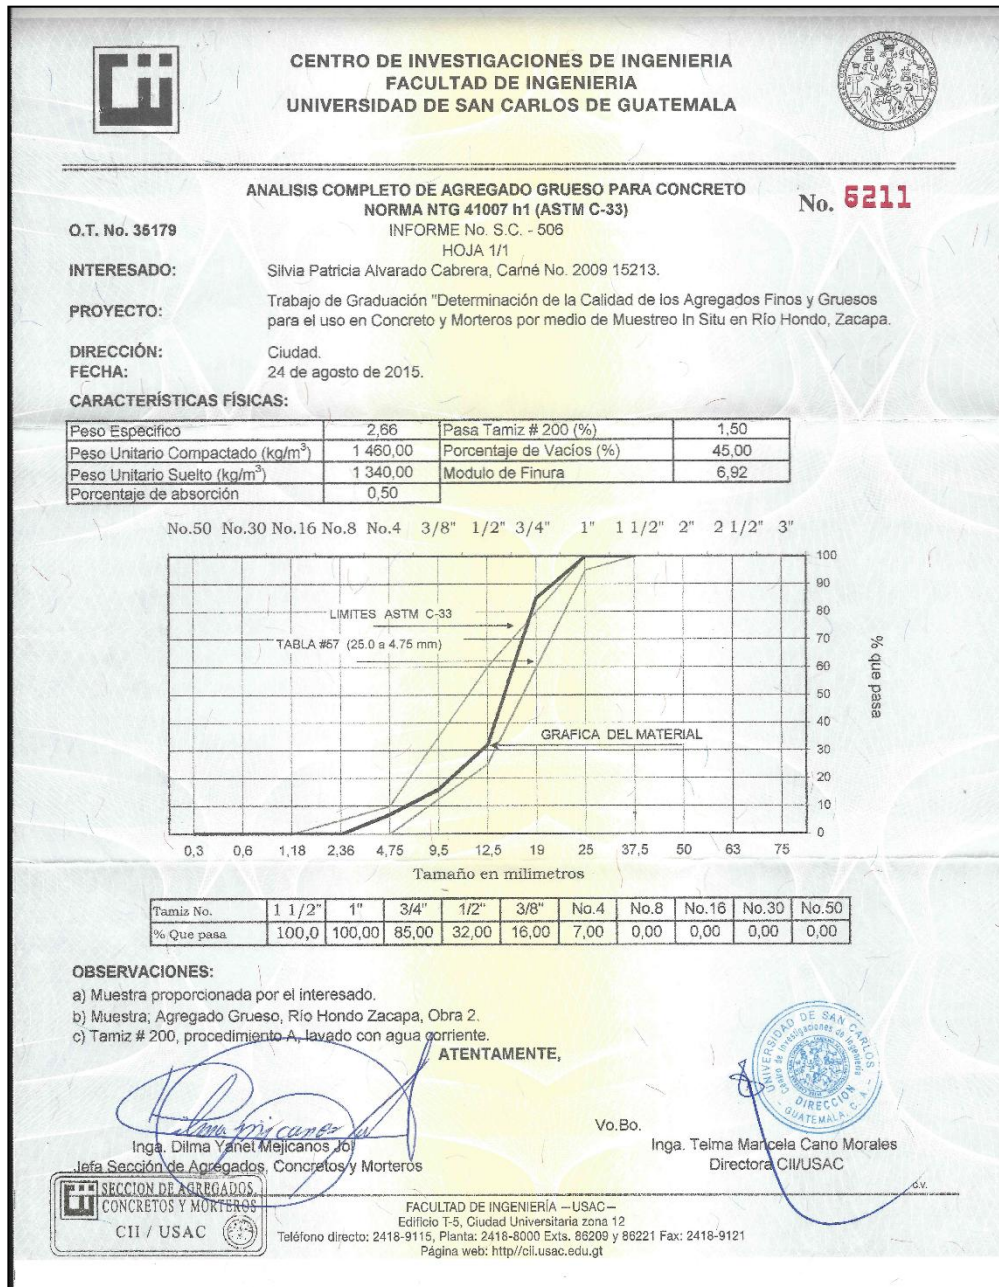 CENTRO DE INVESTIGACIONES DE INGENIERIA
FACULTAD DE INGENIERIA
UNIVERSIDAD DE SAN CARLOS DE GUATEMALA
ANALISIS COMPLETO DE AGREGADO GRUESO PARA CONCRETO
NORMA NTG 41007 h1 (ASTM C-33)
No. 6211
O.T. No. 35179
INFORME No. S.C. - 506
HOJA 1/1
INTERESADO: Silvia Patricia Alvarado Cabrera, Carné No. 2009 15213.
PROYECTO: Trabajo de Graduación "Determinación de la Calidad de los Agregados Finos y Gruesos
para el uso en Concreto y Morteros por medio de Muestreo In Situ en Río Hondo, Zacapa.
DIRECCIÓN: Ciudad.
FECHA: 24 de agosto de 2015.
CARACTERÍSTICAS FÍSICAS:
Peso Especifico 2,66 Pasa Tamiz # 200 (%) 1,50
Peso Unitario Compactado (kg/m³) 1 460,00 Porcentaje de Vacíos (%) 45,00
Peso Unitario Suelto (kg/m³) 1 340,00 Modulo de Finura 6,92
Porcentaje de absorción 0,50
No.50 No.30 No.16 No.8 No.4 3/8" 1/2" 3/4" 1" 1 1/2" 2" 2 1/2" 3"
100
90
80
70
60
50
40
30
20
10
0
% que pasa
LIMITES ASTM C-33
TABLA #57 (25.0 a 4.75 mm)
GRAFICA DEL MATERIAL
0,3 0,6 1,18 2,36 4,75 9,5 12,5 19 25 37,5 50 63 75
Tamaño en milimetros
Tamiz No. 1 1/2" 1" 3/4" 1/2" 3/8" No.4 No.8 No.16 No.30 No.50
% Que pasa 100,0 100,00 85,00 32,00 16,00 7,00 0,00 0,00 0,00 0,00
OBSERVACIONES:
a) Muestra proporcionada por el interesado.
b) Muestra; Agregado Grueso, Río Hondo Zacapa, Obra 2.
c) Tamiz # 200, procedimiento A, lavado con agua corriente.
ATENTAMENTE,
Inga. Dilma Yanet Mejicanos Jol
Jefa Sección de Agregados, Concretos y Morteros
Vo.Bo.
Inga. Telma Maricela Cano Morales
Directora CII/USAC
c.v.
UNIVERSIDAD DE SAN CARLOS
Centro de Investigaciones de Ingeniería
DIRECCION
GUATEMALA, C. A.
SECCION DE AGREGADOS,
CONCRETOS Y MORTEROS
CII / USAC
FACULTAD DE INGENIERÍA —USAC—
Edificio T-5, Ciudad Universitaria zona 12
Teléfono directo: 2418-9115, Planta: 2418-8000 Exts. 86209 y 86221 Fax: 2418-9121
Página web: http//cii.usac.edu.gt